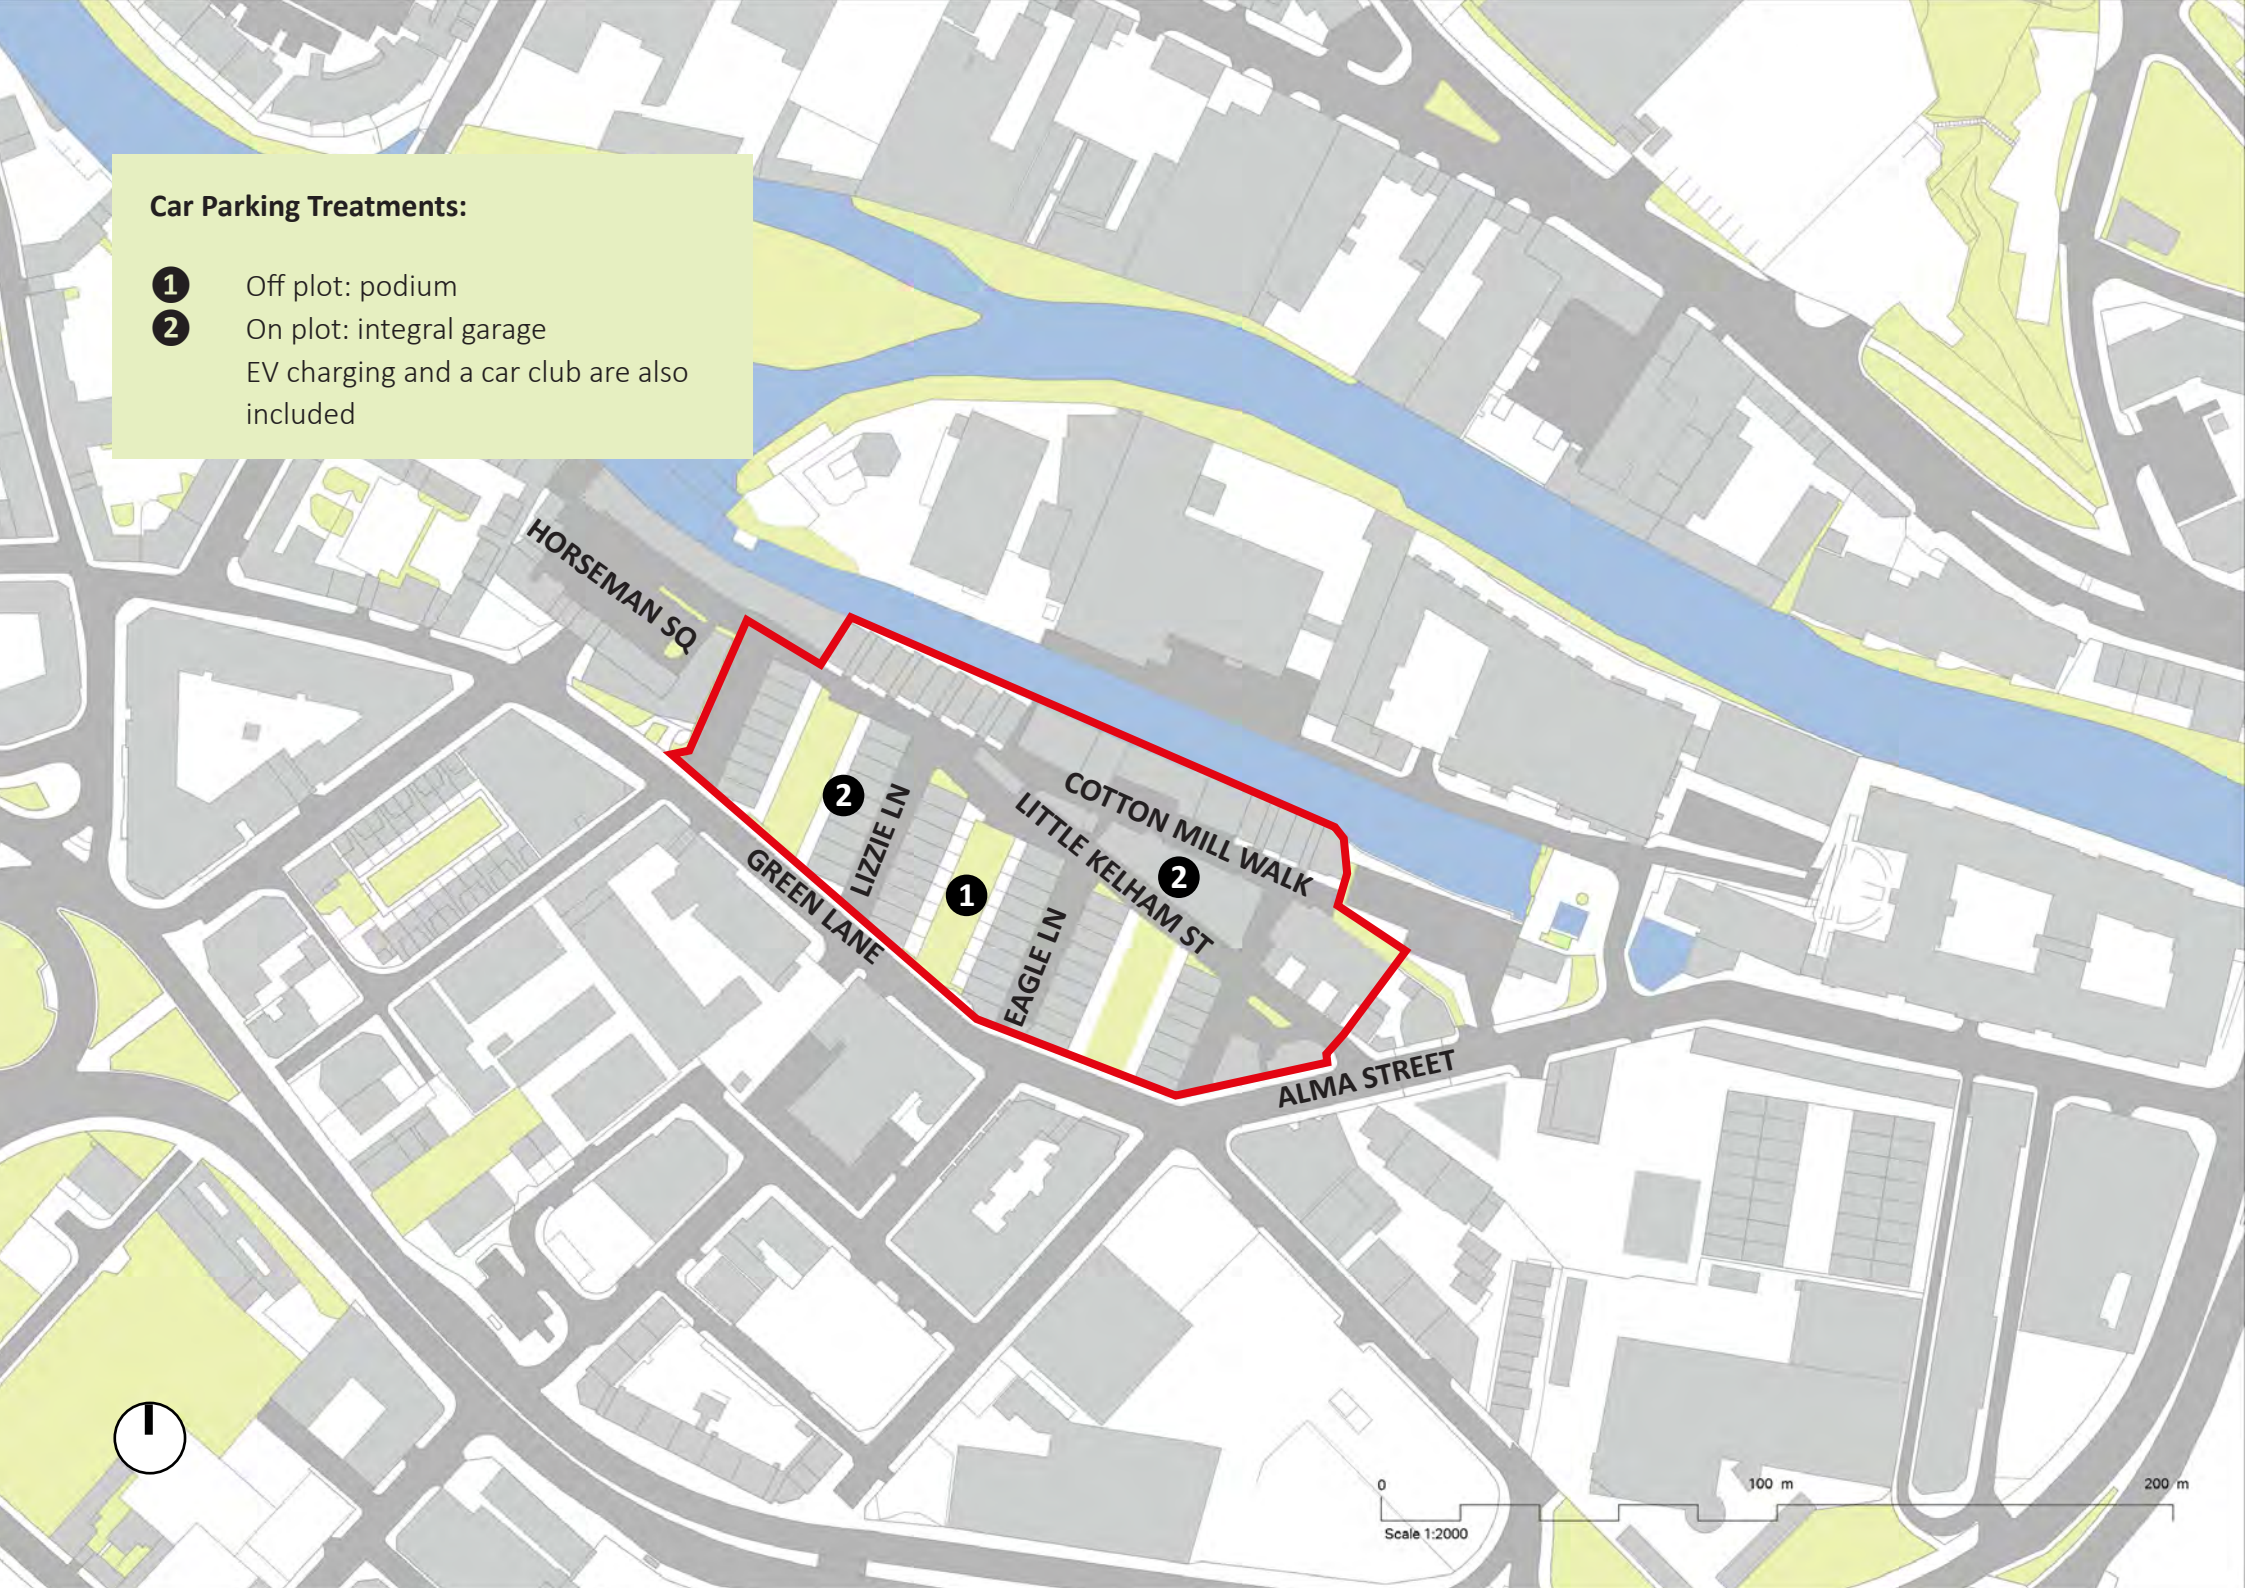 Car Parking Treatments:
1 Off plot: podium
2 On plot: integral garage
EV charging and a car club are also
included
HORSEMAN SQ
COTTON MILL WALK
LITTLE KELHAM ST
2
LIZZIE LN
2
1
GREEN LANE
EAGLE LN
ALMA STREET
0 100 m 200 m
Scale 1:2000